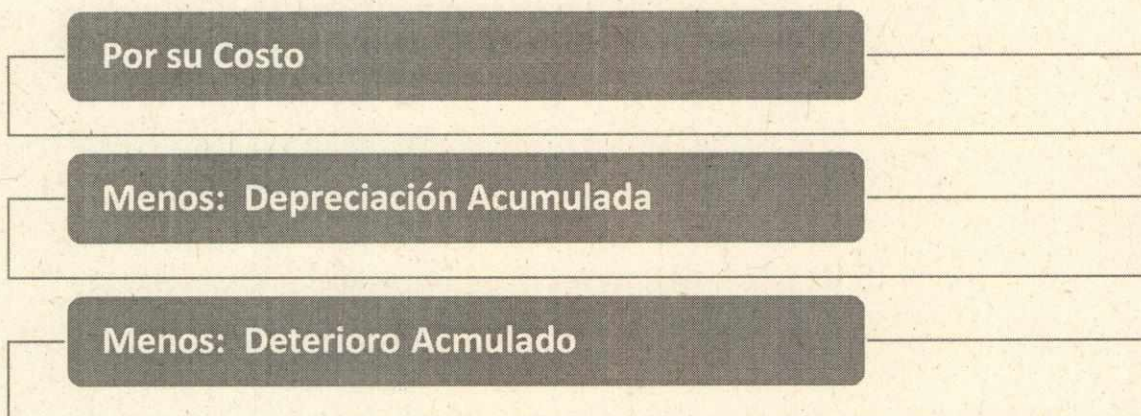 Por su Costo
Menos: Depreciación Acumulada
Menos: Deterioro Acmulado